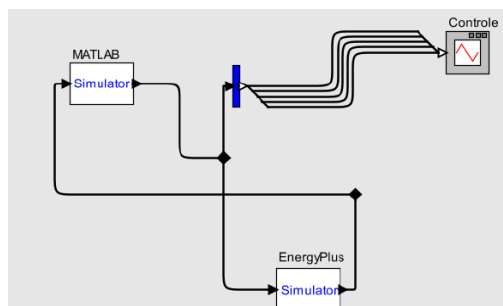 Controle
MATLAB
Simulator
EnergyPlus
Simulator